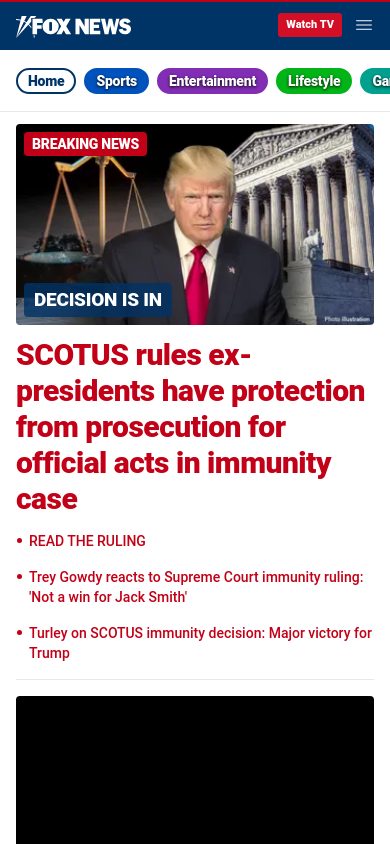 FOX NEWS
Watch TV
Home
Sports
Entertainment
Lifestyle
Ga
BREAKING NEWS
DECISION IS IN
Photo Illustration
SCOTUS rules ex-
presidents have protection
from prosecution for
official acts in immunity
case
READ THE RULING
Trey Gowdy reacts to Supreme Court immunity ruling:
'Not a win for Jack Smith'
Turley on SCOTUS immunity decision: Major victory for
Trump